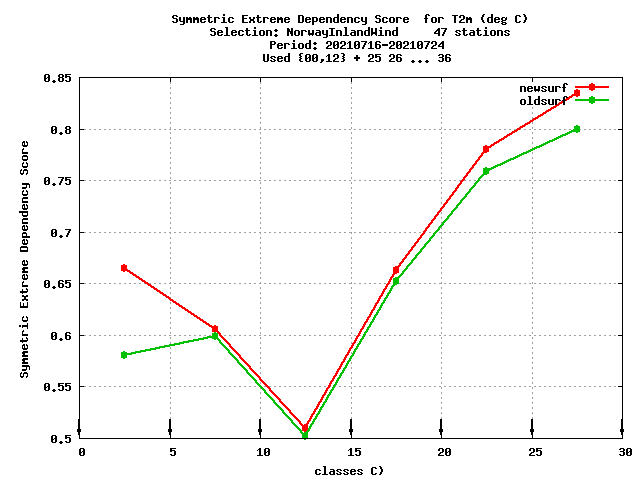 Symmetric Extreme Dependency Score  for T2m (deg C)
Selection: NorwayInlandWind     47 stations
Period: 20210716-20210724
Used {00,12} + 25 26 ... 36
newsurf
oldsurf
0.85
0.8
0.75
0.7
0.65
0.6
0.55
0.5
Symmetric Extreme Dependency Score
0 5 10 15 20 25 30
classes C)